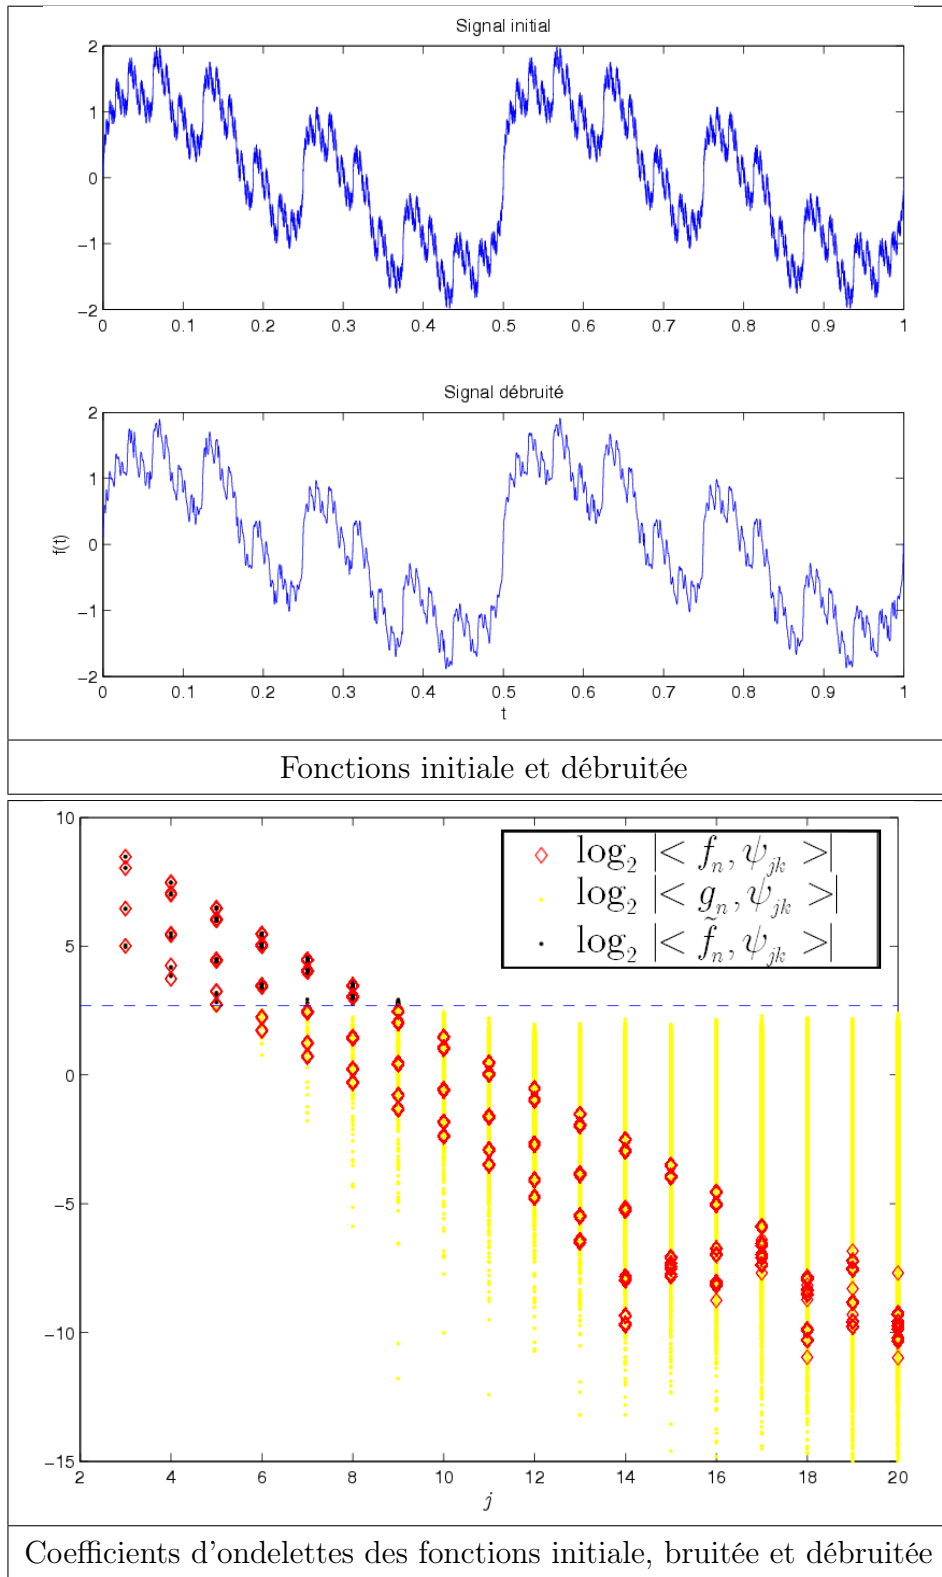 Signal initial
2
1
0
−1
−2
0 0.1 0.2 0.3 0.4 0.5 0.6 0.7 0.8 0.9 1
Signal débruité
2
1
0
−1
−2
f(t)
0 0.1 0.2 0.3 0.4 0.5 0.6 0.7 0.8 0.9 1
t
Fonctions initiale et débruitée
10
5
0
−5
−10
−15
log₂ |< fₙ, ψⱼₖ >|
log₂ |< gₙ, ψⱼₖ >|
log₂ |< f̃ₙ, ψⱼₖ >|
2 4 6 8 10 12 14 16 18 20
j
Coefficients d'ondelettes des fonctions initiale, bruitée et débruitée